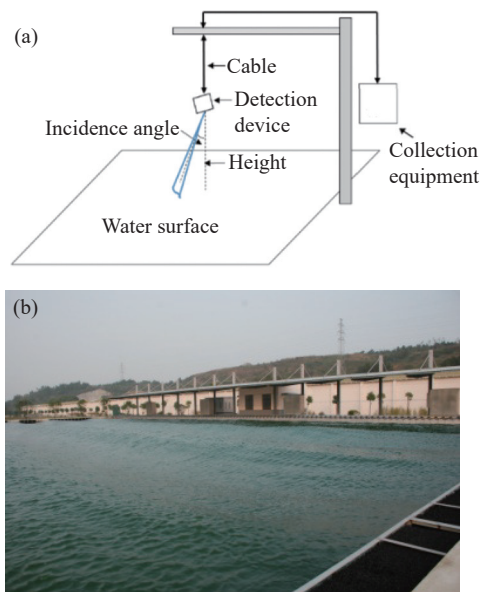 (a)
Cable
Detection
device
Incidence angle
Height
Collection
equipment
Water surface
(b)